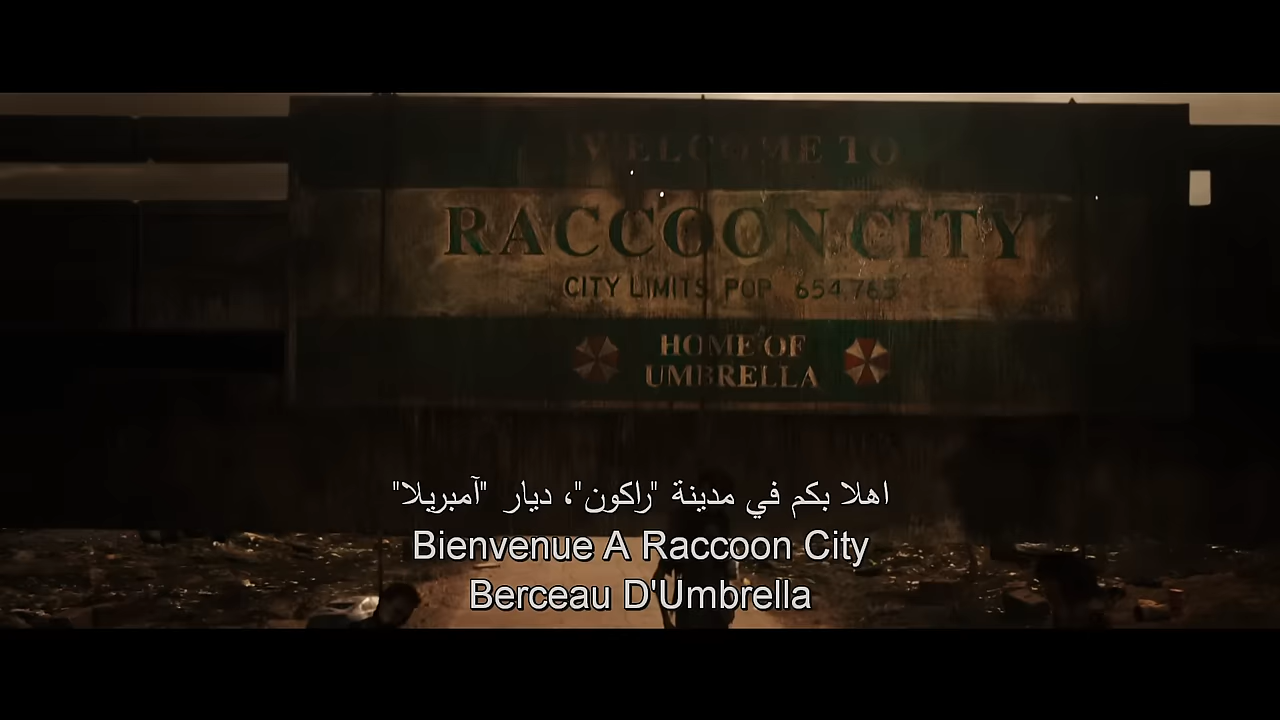 WELCOME TO
RACCOON CITY
CITY LIMITS POP 654,765
HOME OF
UMBRELLA
اهلا بكم في مدينة "راكون"، ديار "آمبريلا"
Bienvenue A Raccoon City
Berceau D'Umbrella